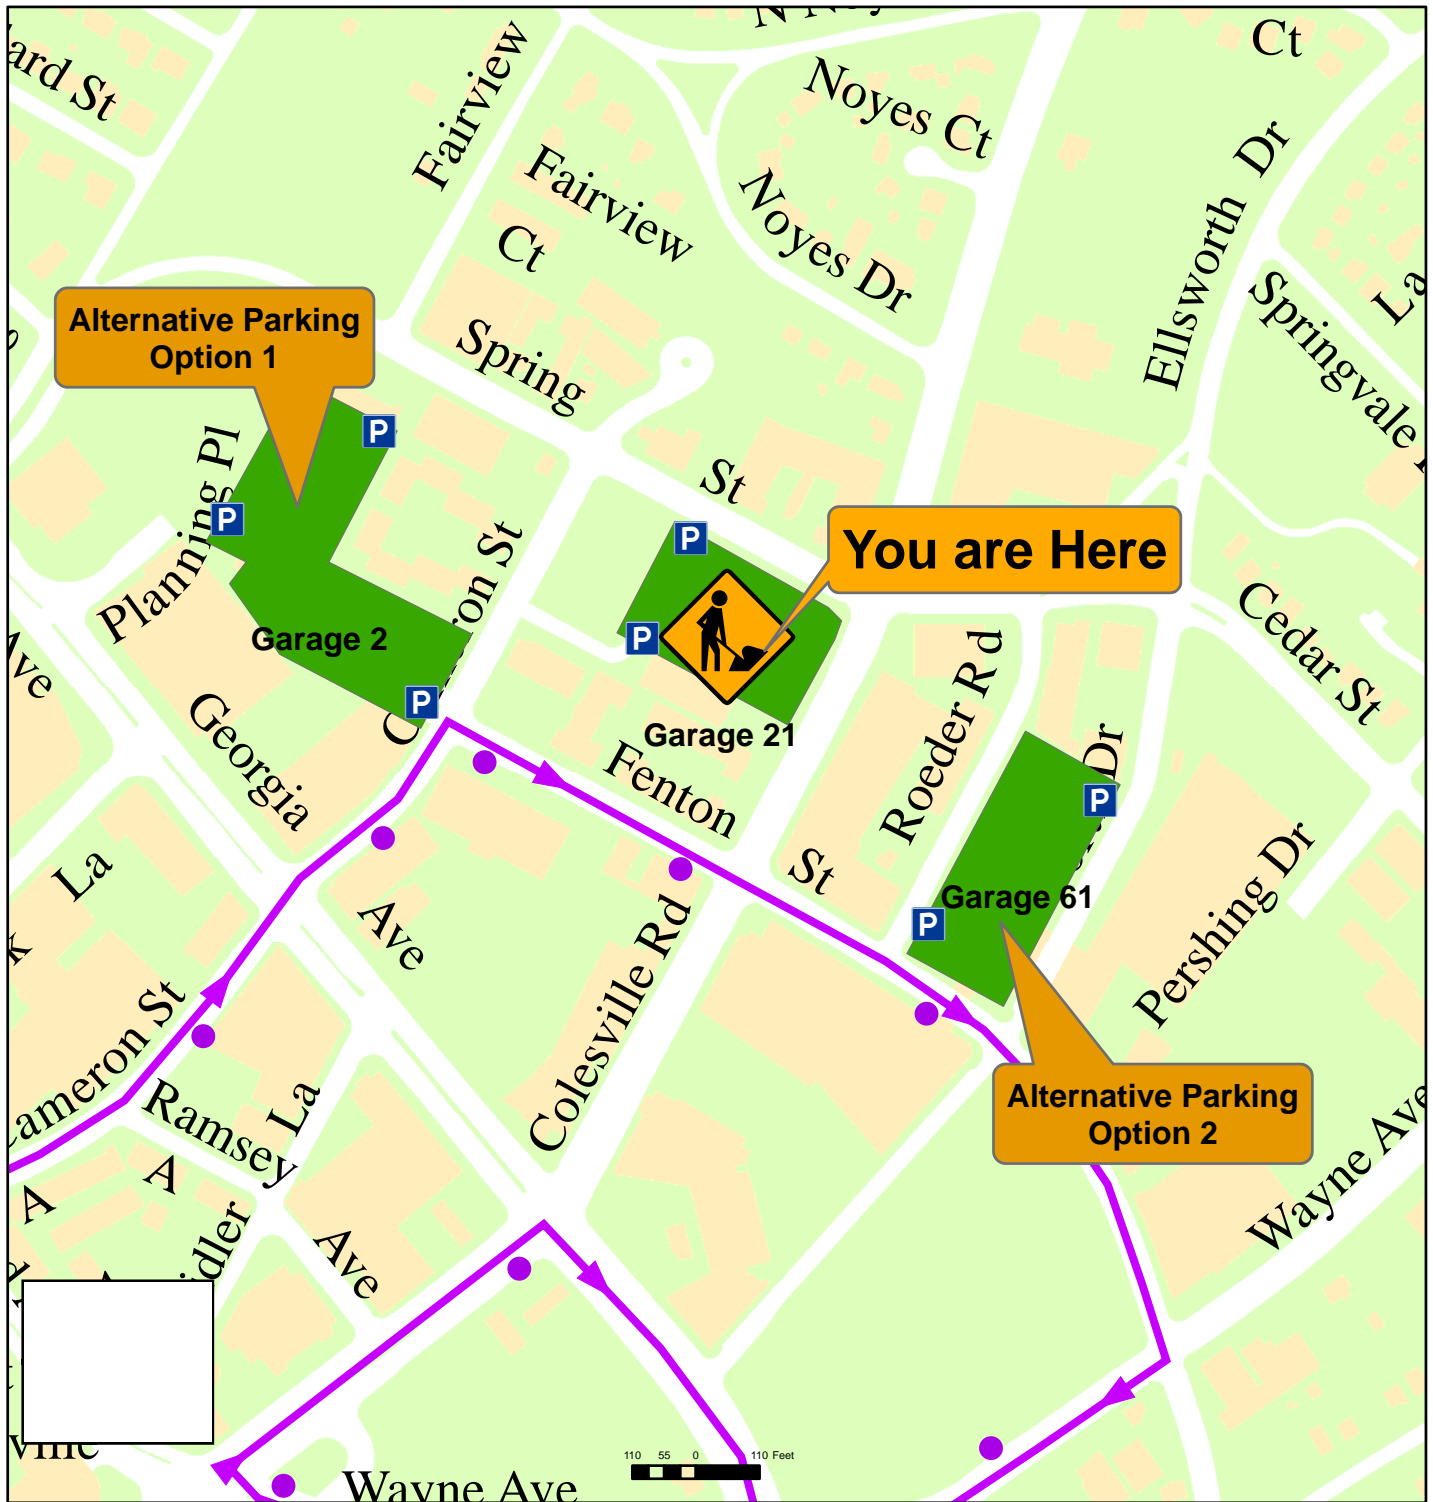 N Noy
Ct
ard St
Fairview
Noyes Ct
Fairview
Ct
Ellsworth Dr
Noyes Dr
La
Springvale
Alternative Parking
Option 1
Spring
St
P
P
Planning Pl
P
You are Here
P
Cedar St
Garage 2
Ave
P
Georgia
Garage 21
Fenton
St
Roeder Rd
Dr
P
Garage 61
P
Pershing Dr
La
Ave
Colesville Rd
Cameron St
Ramsey
La
Alternative Parking
Option 2
Wayne Ave
A
A
idler
Ave
110 55 0 110 Feet
Wayne Ave